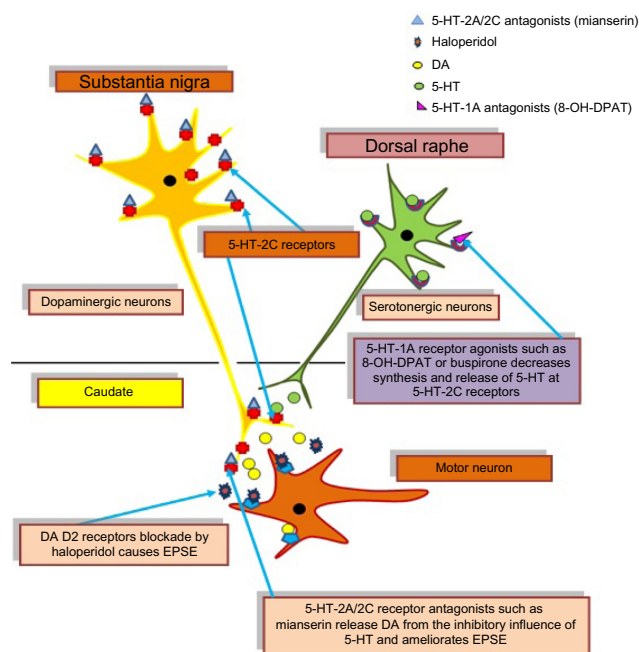 5-HT-2A/2C antagonists (mianserin)
Haloperidol
DA
5-HT
5-HT-1A antagonists (8-OH-DPAT)
Substantia nigra
Dorsal raphe
5-HT-2C receptors
Dopaminergic neurons
Serotonergic neurons
5-HT-1A receptor agonists such as
8-OH-DPAT or buspirone decreases
synthesis and release of 5-HT at
5-HT-2C receptors
Caudate
Motor neuron
DA D2 receptors blockade by
haloperidol causes EPSE
5-HT-2A/2C receptor antagonists such as
mianserin release DA from the inhibitory influence of
5-HT and ameliorates EPSE